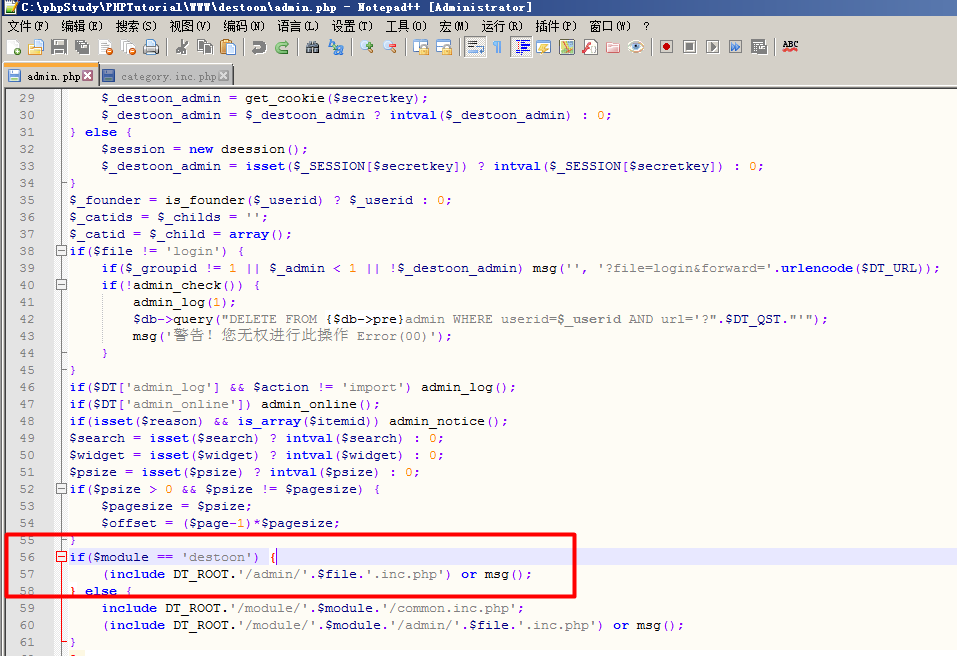 C:\phpStudy\PHPTutorial\WWW\destoon\admin.php - Notepad++ [Administrator]
文件(F) 编辑(E) 搜索(S) 视图(V) 编码(N) 语言(L) 设置(T) 工具(O) 宏(M) 运行(R) 插件(P) 窗口(W) ?
ABC
admin.php category.inc.php
29 $_destoon_admin = get_cookie($secretkey);
30 $_destoon_admin = $_destoon_admin ? intval($_destoon_admin) : 0;
31 } else {
32 $session = new dsession();
33 $_destoon_admin = isset($_SESSION[$secretkey]) ? intval($_SESSION[$secretkey]) : 0;
34 }
35 $_founder = is_founder($_userid) ? $_userid : 0;
36 $_catids = $_childs = '';
37 $_catid = $_child = array();
38 if($file != 'login') {
39 if($_groupid != 1 || $_admin < 1 || !$_destoon_admin) msg('', '?file=login&forward='.urlencode($DT_URL));
40 if(!admin_check()) {
41 admin_log(1);
42 $db->query("DELETE FROM {$db->pre}admin WHERE userid=$_userid AND url='?".$DT_QST."'");
43 msg('警告! 您无权进行此操作 Error(00)');
44 }
45 }
46 if($DT['admin_log'] && $action != 'import') admin_log();
47 if($DT['admin_online']) admin_online();
48 if(isset($reason) && is_array($itemid)) admin_notice();
49 $search = isset($search) ? intval($search) : 0;
50 $widget = isset($widget) ? intval($widget) : 0;
51 $psize = isset($psize) ? intval($psize) : 0;
52 if($psize > 0 && $psize != $pagesize) {
53 $pagesize = $psize;
54 $offset = ($page-1)*$pagesize;
55 }
56 if($module == 'destoon') {
57 (include DT_ROOT.'/admin/'.$file.'.inc.php') or msg();
58 } else {
59 include DT_ROOT.'/module/'.$module.'/common.inc.php';
60 (include DT_ROOT.'/module/'.$module.'/admin/'.$file.'.inc.php') or msg();
61 }